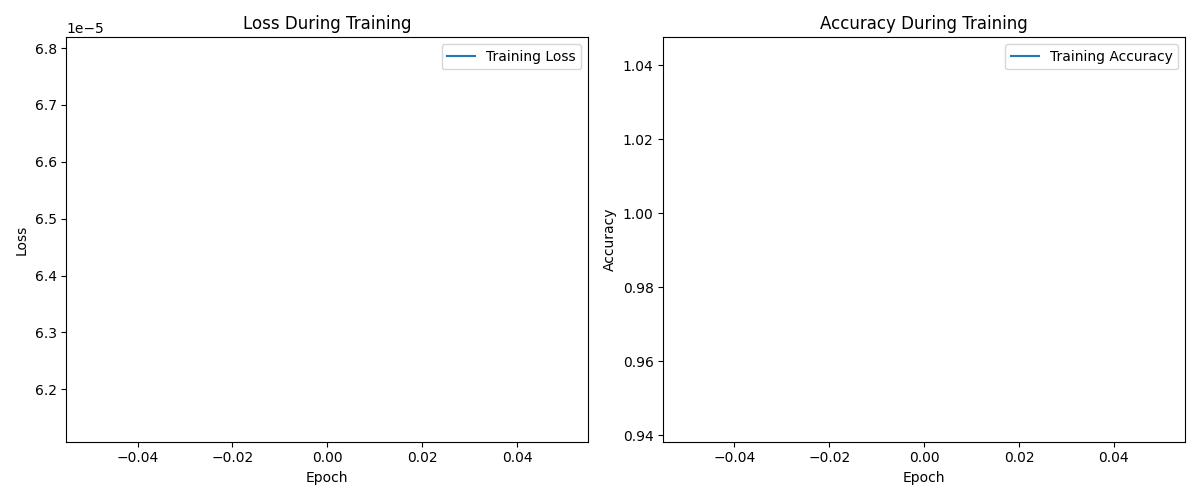 Loss During Training
1e−5
6.8
6.7
6.6
6.5
6.4
6.3
6.2
Loss
Training Loss
−0.04 −0.02 0.00 0.02 0.04
Epoch
Accuracy During Training
1.04
1.02
1.00
0.98
0.96
0.94
Accuracy
Training Accuracy
−0.04 −0.02 0.00 0.02 0.04
Epoch